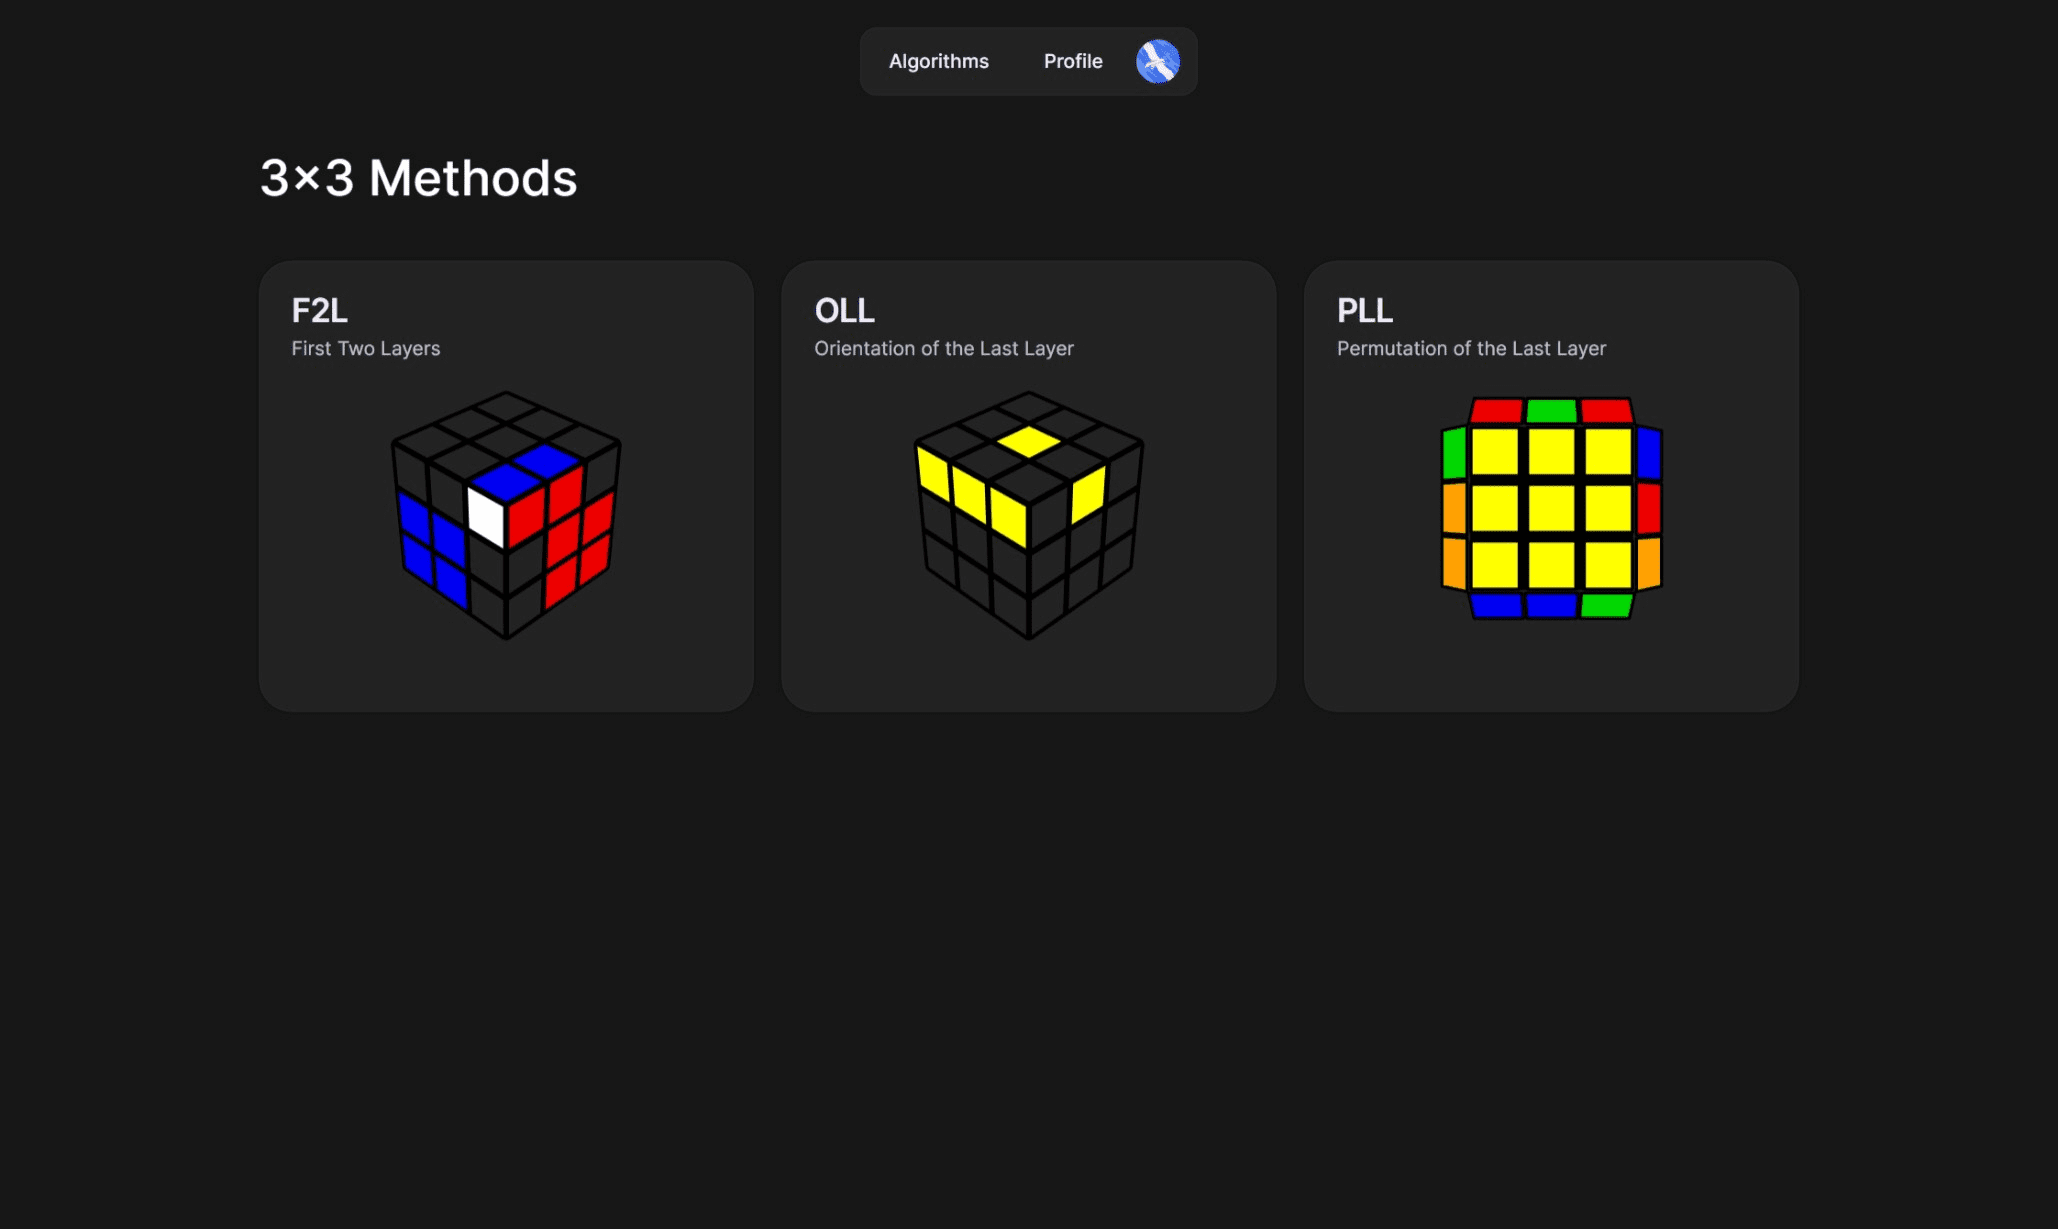 Algorithms Profile
3×3 Methods
F2L
First Two Layers
OLL
Orientation of the Last Layer
PLL
Permutation of the Last Layer